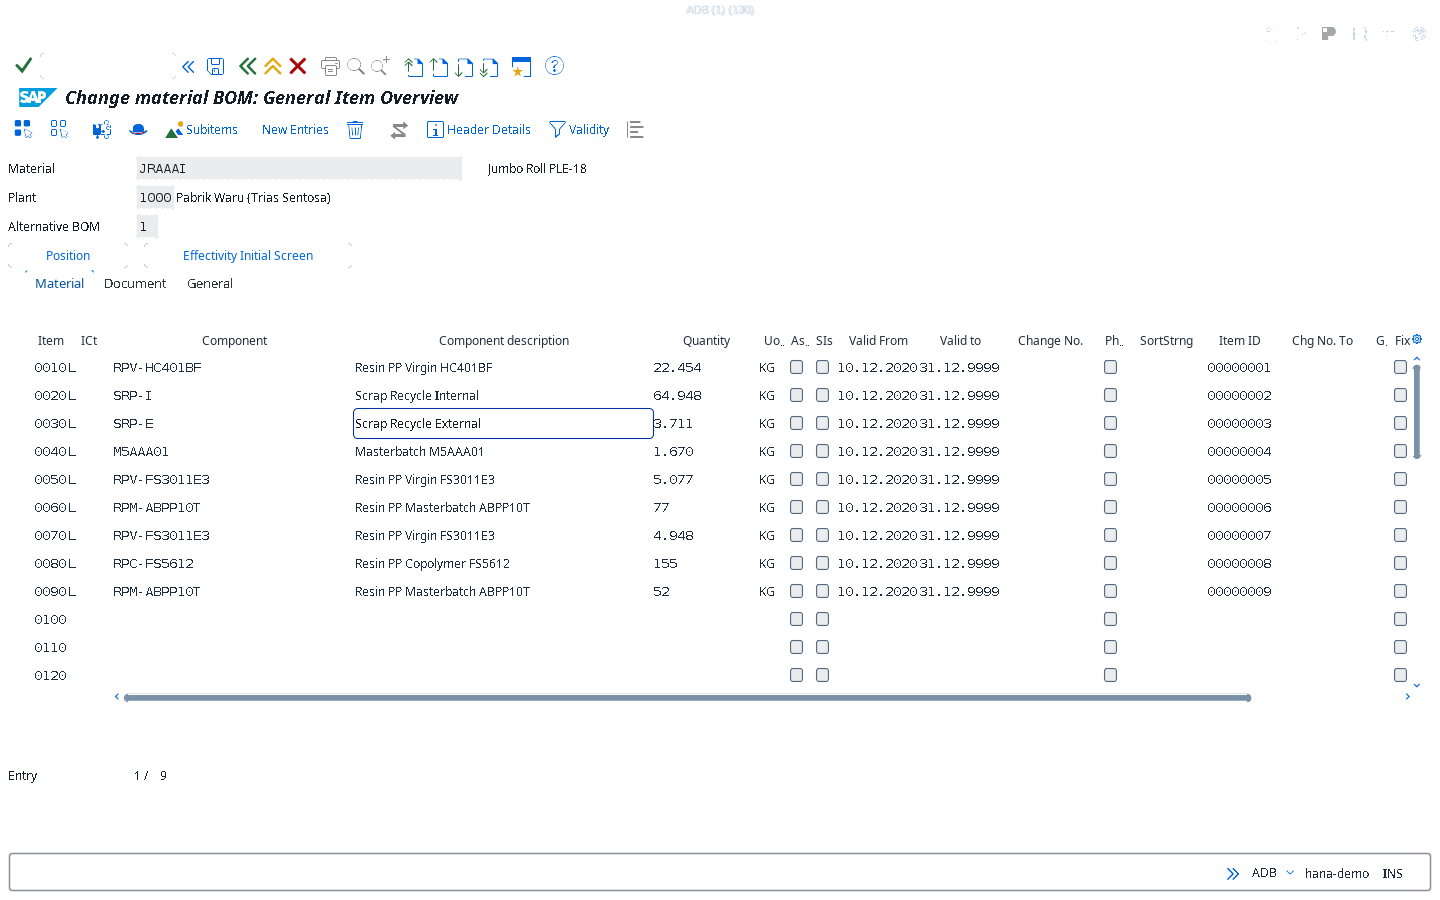 ADB (1) (130)
SAP Change material BOM: General Item Overview
Subitems New Entries Header Details Validity
Material JRAAAI Jumbo Roll PLE-18
Plant 1000 Pabrik Waru (Trias Sentosa)
Alternative BOM 1
Position Effectivity Initial Screen
Material Document General
Item ICt Component Component description Quantity Uo.. As.. SIs Valid From Valid to Change No. Ph.. SortStrng Item ID Chg No. To G. Fix
0010 L RPV-HC401BF Resin PP Virgin HC401BF 22.454 KG 10.12.2020 31.12.9999 00000001
0020 L SRP-I Scrap Recycle Internal 64.948 KG 10.12.2020 31.12.9999 00000002
0030 L SRP-E Scrap Recycle External 3.711 KG 10.12.2020 31.12.9999 00000003
0040 L M5AAA01 Masterbatch M5AAA01 1.670 KG 10.12.2020 31.12.9999 00000004
0050 L RPV-FS3011E3 Resin PP Virgin FS3011E3 5.077 KG 10.12.2020 31.12.9999 00000005
0060 L RPM-ABPP10T Resin PP Masterbatch ABPP10T 77 KG 10.12.2020 31.12.9999 00000006
0070 L RPV-FS3011E3 Resin PP Virgin FS3011E3 4.948 KG 10.12.2020 31.12.9999 00000007
0080 L RPC-FS5612 Resin PP Copolymer FS5612 155 KG 10.12.2020 31.12.9999 00000008
0090 L RPM-ABPP10T Resin PP Masterbatch ABPP10T 52 KG 10.12.2020 31.12.9999 00000009
0100
0110
0120
Entry 1 / 9
ADB hana-demo INS